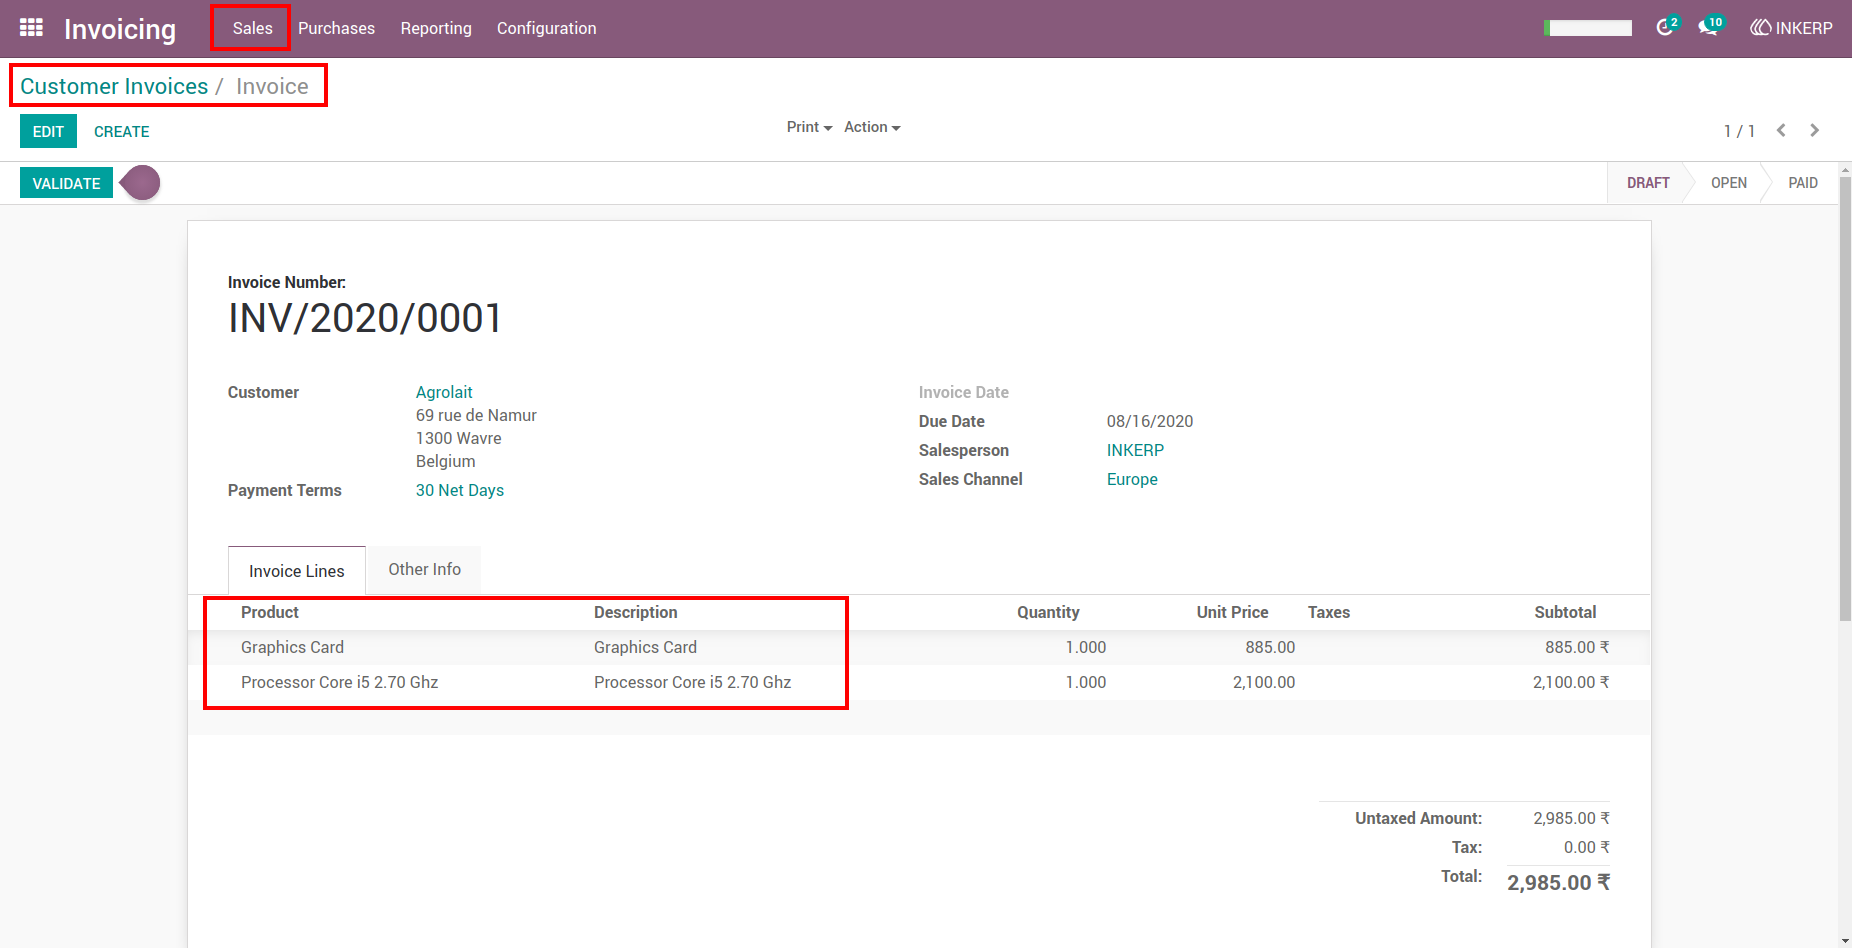 Invoicing Sales Purchases Reporting Configuration 2 10 INKERP
Customer Invoices / Invoice
EDIT CREATE Print Action 1 / 1
VALIDATE DRAFT OPEN PAID
Invoice Number:
INV/2020/0001
Customer Agrolait Invoice Date
69 rue de Namur Due Date 08/16/2020
1300 Wavre Salesperson INKERP
Belgium Sales Channel Europe
Payment Terms 30 Net Days
Invoice Lines Other Info
Product Description Quantity Unit Price Taxes Subtotal
Graphics Card Graphics Card 1.000 885.00 885.00 ₹
Processor Core i5 2.70 Ghz Processor Core i5 2.70 Ghz 1.000 2,100.00 2,100.00 ₹
Untaxed Amount: 2,985.00 ₹
Tax: 0.00 ₹
Total: 2,985.00 ₹